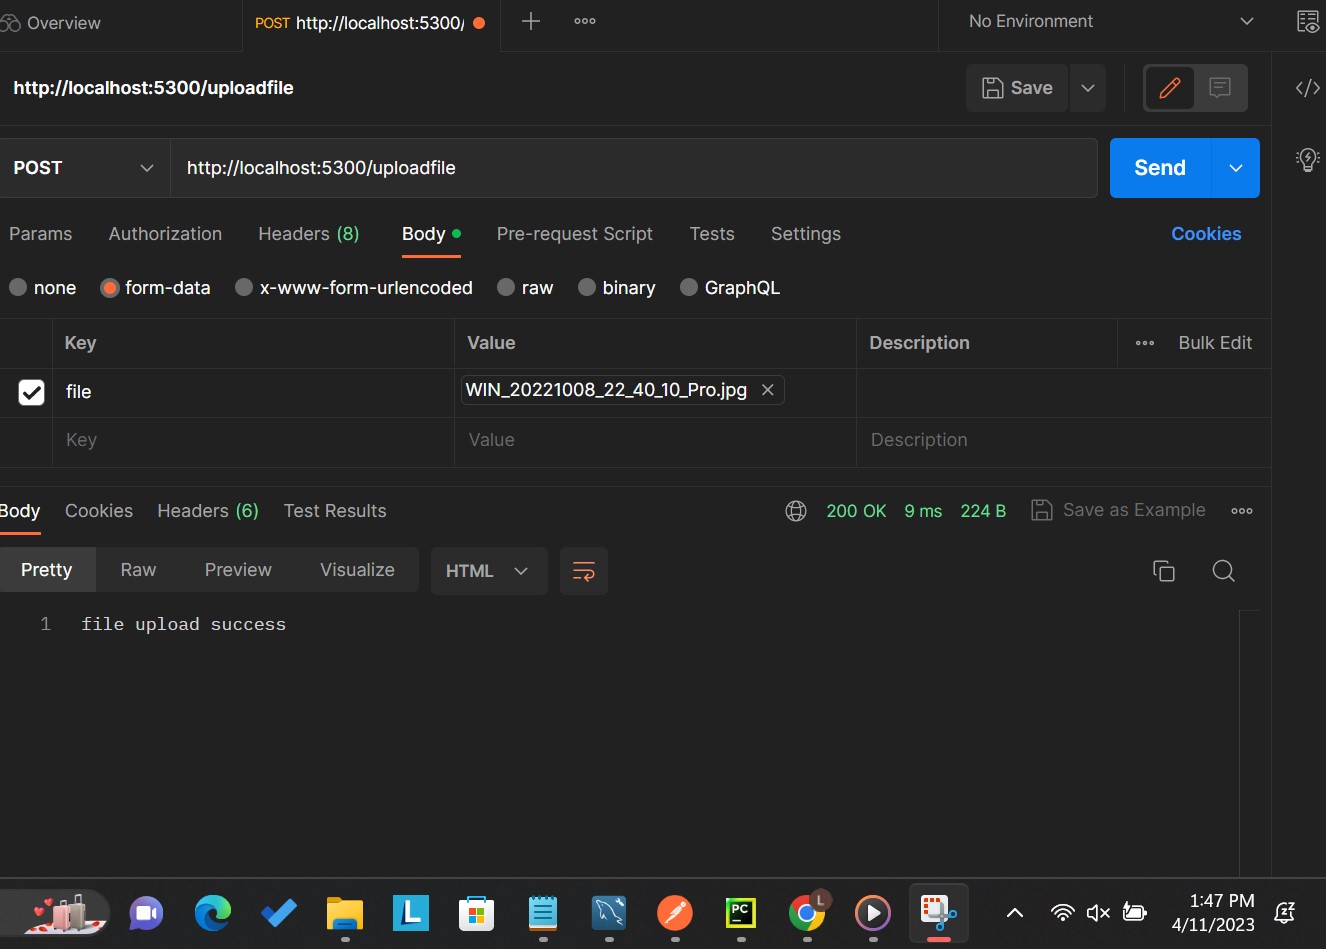 Overview
POST http://localhost:5300/
No Environment
http://localhost:5300/uploadfile
Save
POST http://localhost:5300/uploadfile
Send
Params Authorization Headers (8) Body Pre-request Script Tests Settings Cookies
none form-data x-www-form-urlencoded raw binary GraphQL
Key Value Description Bulk Edit
file WIN_20221008_22_40_10_Pro.jpg
Key Value Description
Body Cookies Headers (6) Test Results 200 OK 9 ms 224 B Save as Example
Pretty Raw Preview Visualize HTML
1 file upload success
L
PC
L
1:47 PM
4/11/2023